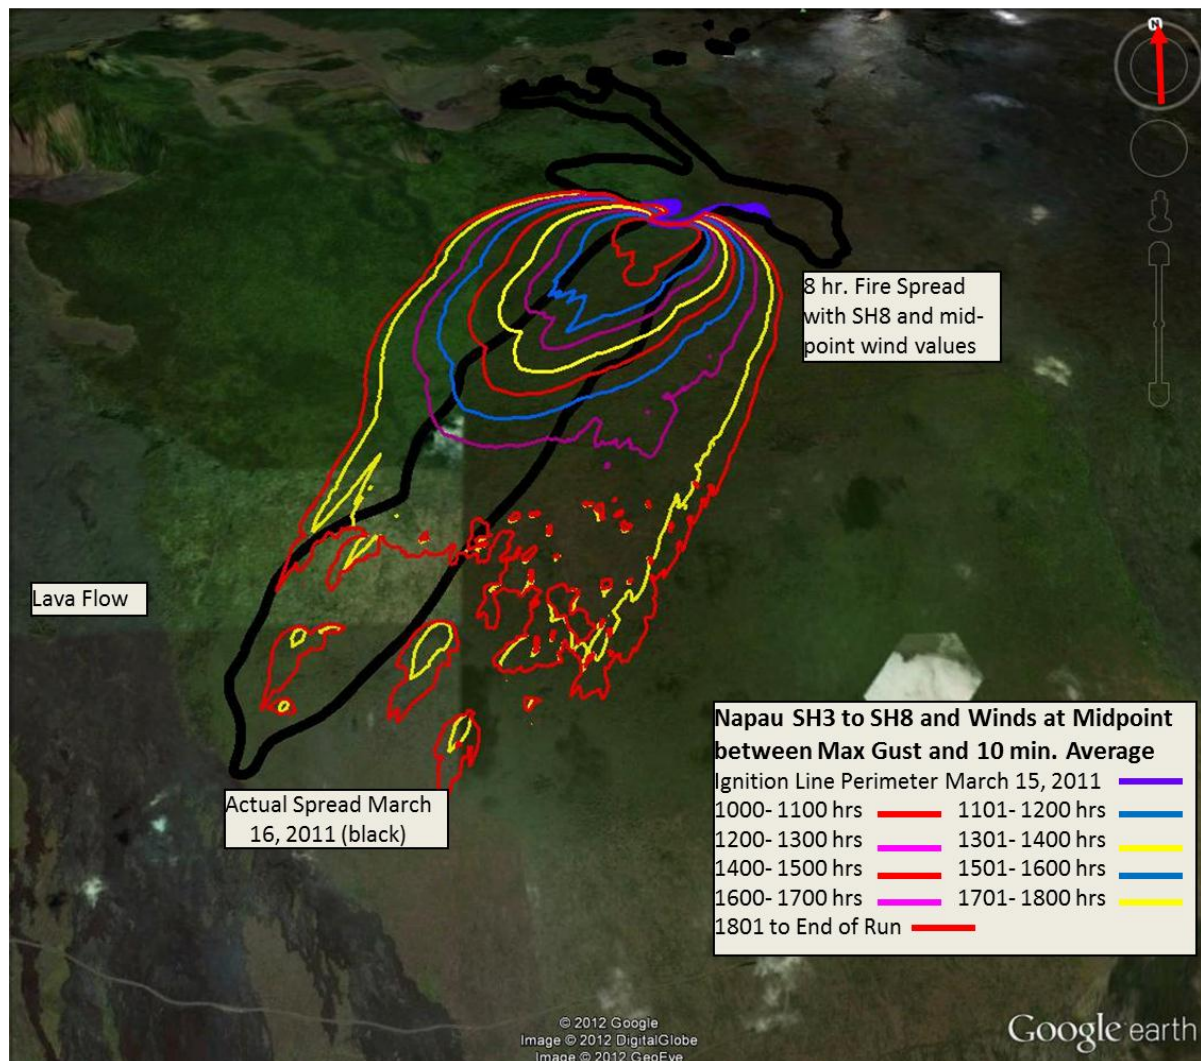 N
8 hr. Fire Spread
with SH8 and mid-
point wind values
Lava Flow
Napau SH3 to SH8 and Winds at Midpoint
between Max Gust and 10 min. Average
Ignition Line Perimeter March 15, 2011
1000- 1100 hrs 1101- 1200 hrs
1200- 1300 hrs 1301- 1400 hrs
1400- 1500 hrs 1501- 1600 hrs
1600- 1700 hrs 1701- 1800 hrs
1801 to End of Run
Actual Spread March
16, 2011 (black)
© 2012 Google
Image © 2012 DigitalGlobe
Image © 2012 GeoEye
Google earth